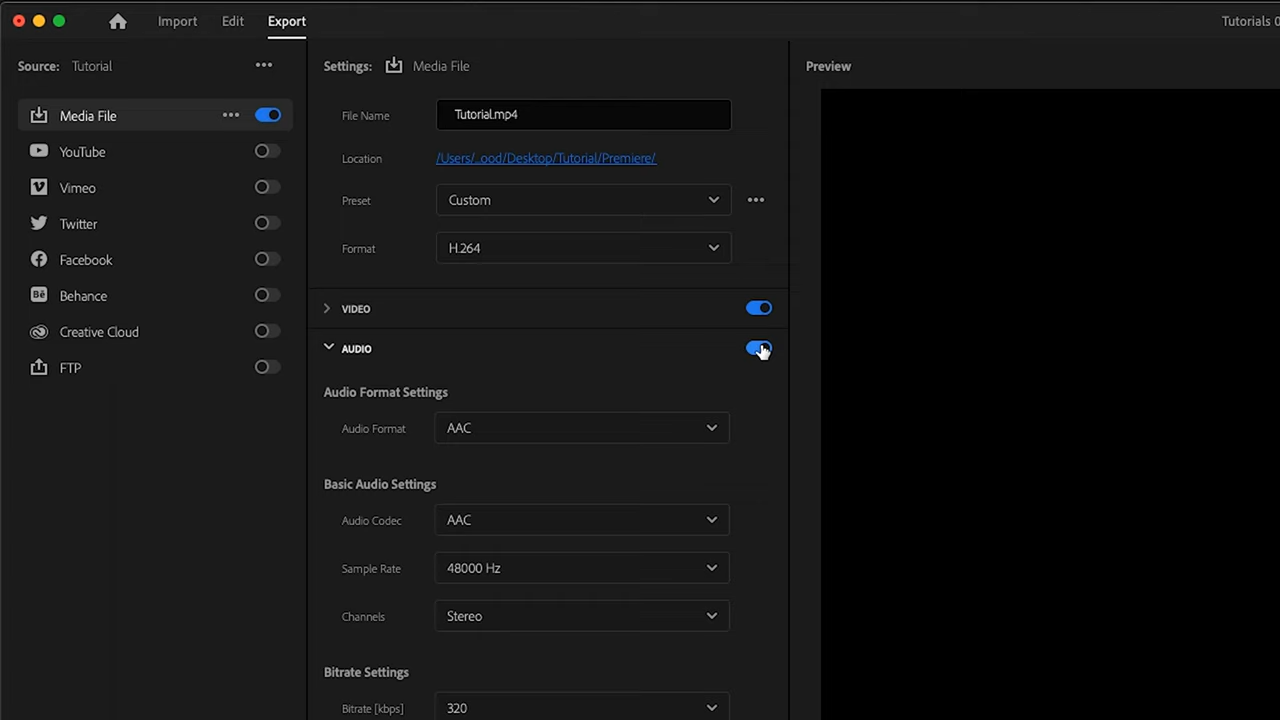 Import Edit Export Tutorials 0
Source: Tutorial •••
Media File •••
YouTube
Vimeo
Twitter
Facebook
Behance
Creative Cloud
FTP
Settings: Media File
File Name Tutorial.mp4
Location /Users/...ood/Desktop/Tutorial/Premiere/
Preset Custom •••
Format H.264
VIDEO
AUDIO
Audio Format Settings
Audio Format AAC
Basic Audio Settings
Audio Codec AAC
Sample Rate 48000 Hz
Channels Stereo
Bitrate Settings
Bitrate [kbps] 320
Preview